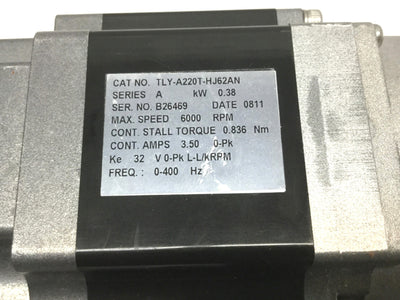 CAT NO. TLY-A220T-HJ62AN
SERIES A kW 0.38
SER. NO. B26469 DATE 0811
MAX. SPEED 6000 RPM
CONT. STALL TORQUE 0.836 Nm
CONT. AMPS 3.50 0-Pk
Ke 32 V 0-Pk L-L/kRPM
FREQ. : 0-400 Hz